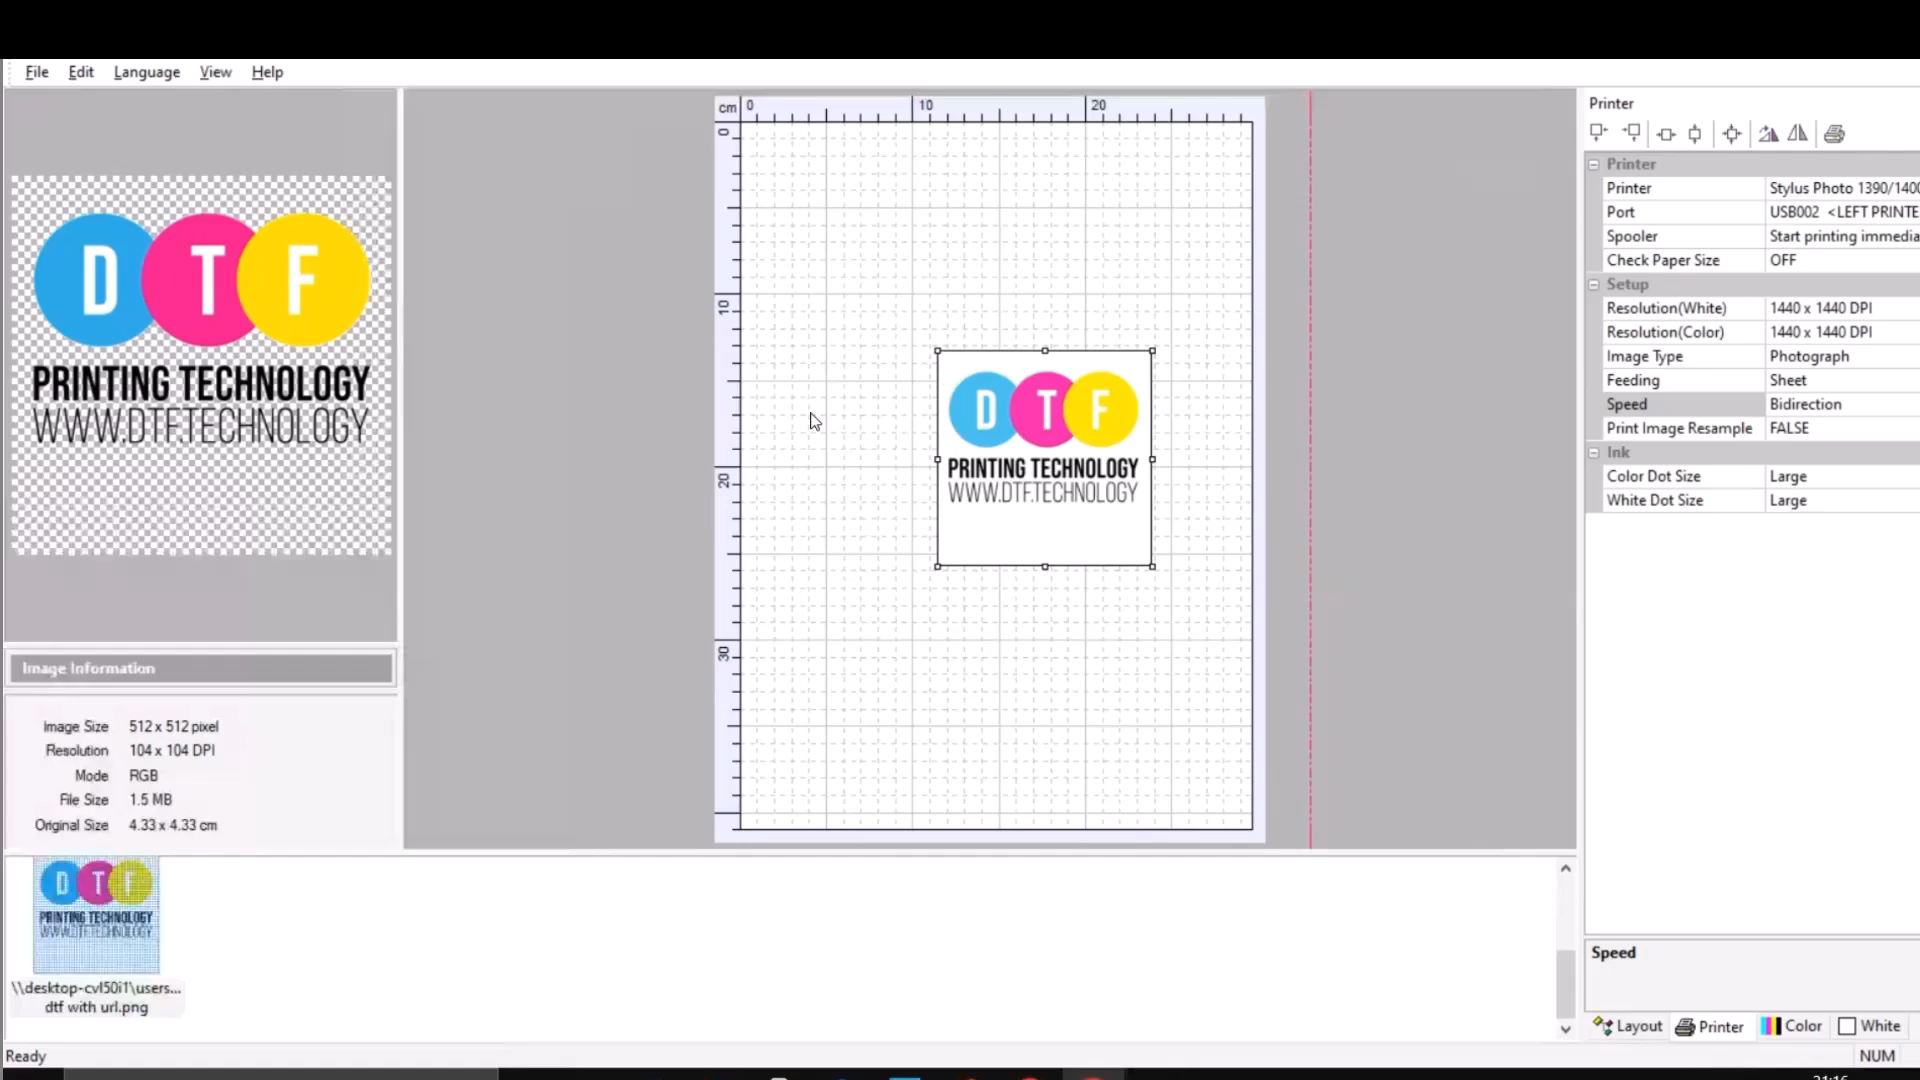 File Edit Language View Help
D T F
PRINTING TECHNOLOGY
WWW.DTF.TECHNOLOGY
Image Information
Image Size 512 x 512 pixel
Resolution 104 x 104 DPI
Mode RGB
File Size 1.5 MB
Original Size 4.33 x 4.33 cm
cm 0 10 20
0
10
20
30
D T F
PRINTING TECHNOLOGY
WWW.DTF.TECHNOLOGY
Printer
Printer
Printer Stylus Photo 1390/1400
Port USB002 <LEFT PRINTE
Spooler Start printing immedia
Check Paper Size OFF
Setup
Resolution(White) 1440 x 1440 DPI
Resolution(Color) 1440 x 1440 DPI
Image Type Photograph
Feeding Sheet
Speed Bidirection
Print Image Resample FALSE
Ink
Color Dot Size Large
White Dot Size Large
D T F
PRINTING TECHNOLOGY
WWW.DTF.TECHNOLOGY
\\desktop-cvl50i1\users...
dtf with url.png
Speed
Layout Printer Color White
Ready NUM